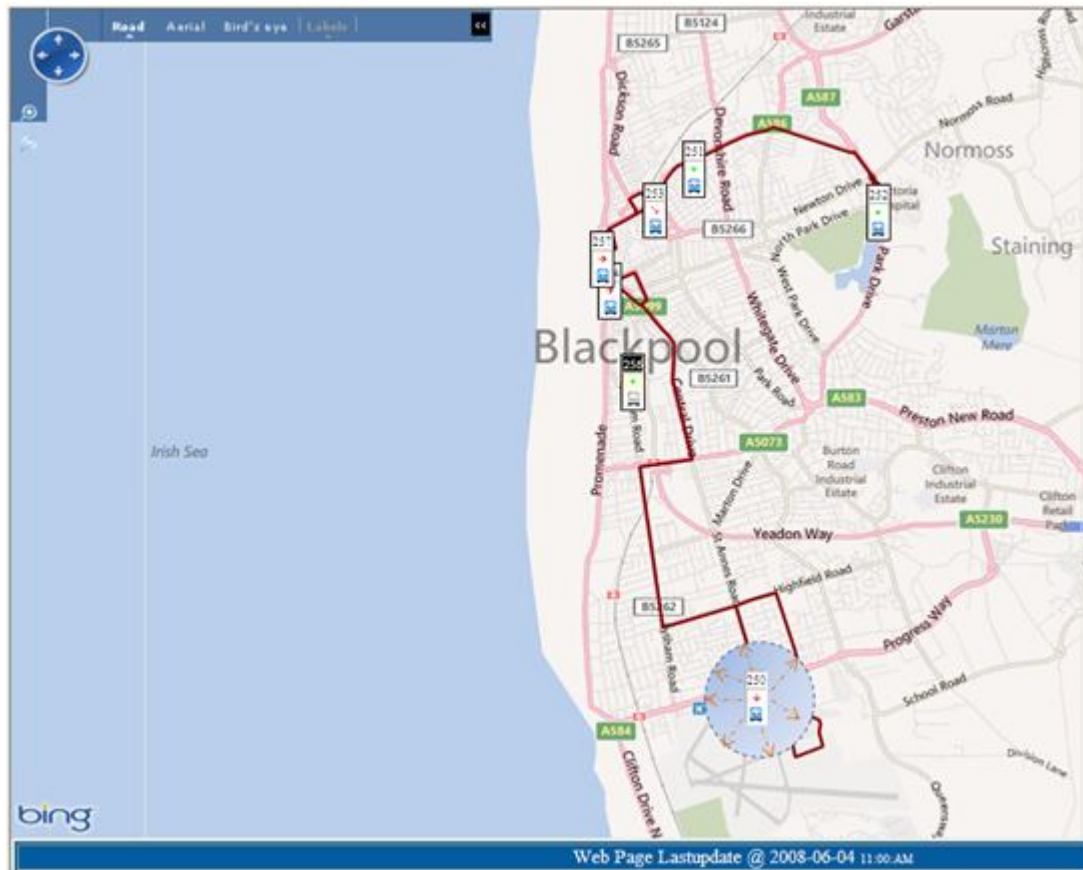 Road Aerial Bird's eye Labels <<
B5124
Industrial
Estate
B5265
E3
A587
Dickson Road
Devonshire Road
A586
Normoss Road
Normoss
251
253
252
Newton Drive
North Park Drive
B5266
Staining
257
West Park Drive
Park Drive
Whitegate Drive
Marton
Mere
Blackpool
B5261
Park Road
A583
Preston New Road
Central Drive
A5073
Irish Sea
Promenade
Burton
Road
Industrial
Estate
Clifton
Industrial
Estate
Clifton
Retail
Marton Drive
A5230
Yeadon Way
St Annes Road
Highfield Road
E3
B5262
Progress Way
250
School Road
E3
A584
Clifton Drive N
Division Lane
bing
Web Page Lastupdate @ 2008-06-04 11:00:AM